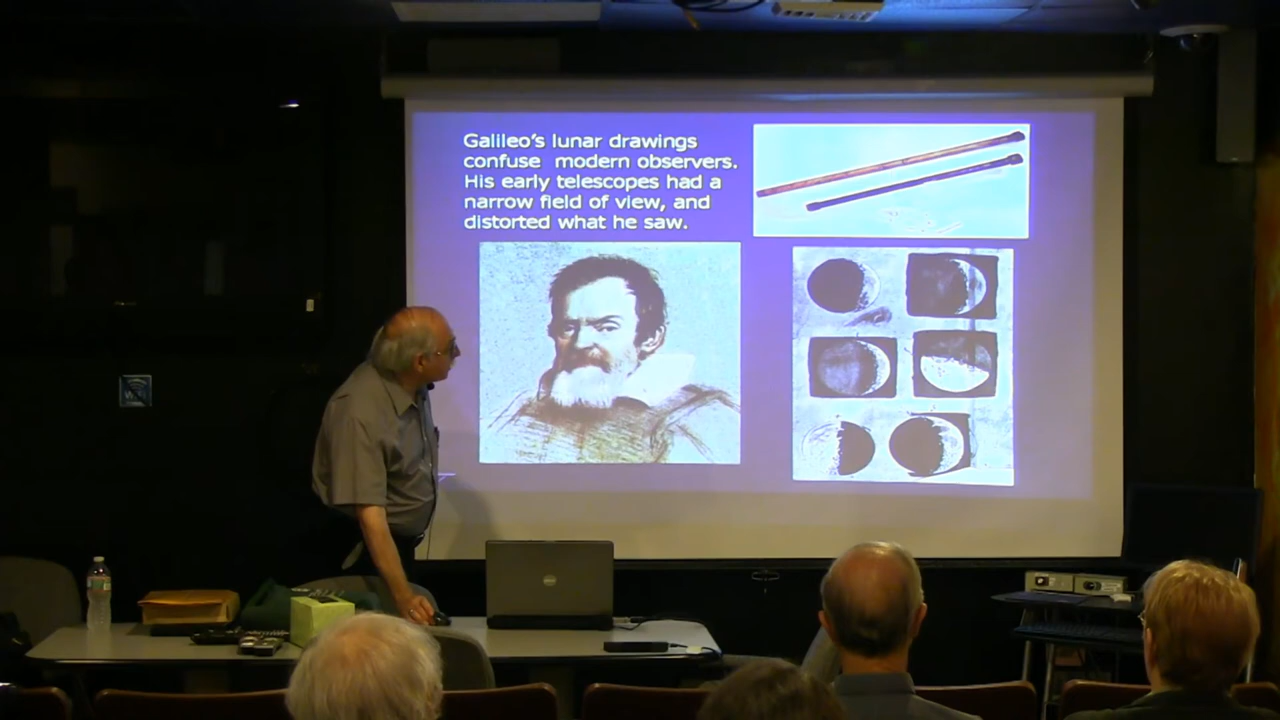 Galileo's lunar drawings
confuse modern observers.
His early telescopes had a
narrow field of view, and
distorted what he saw.